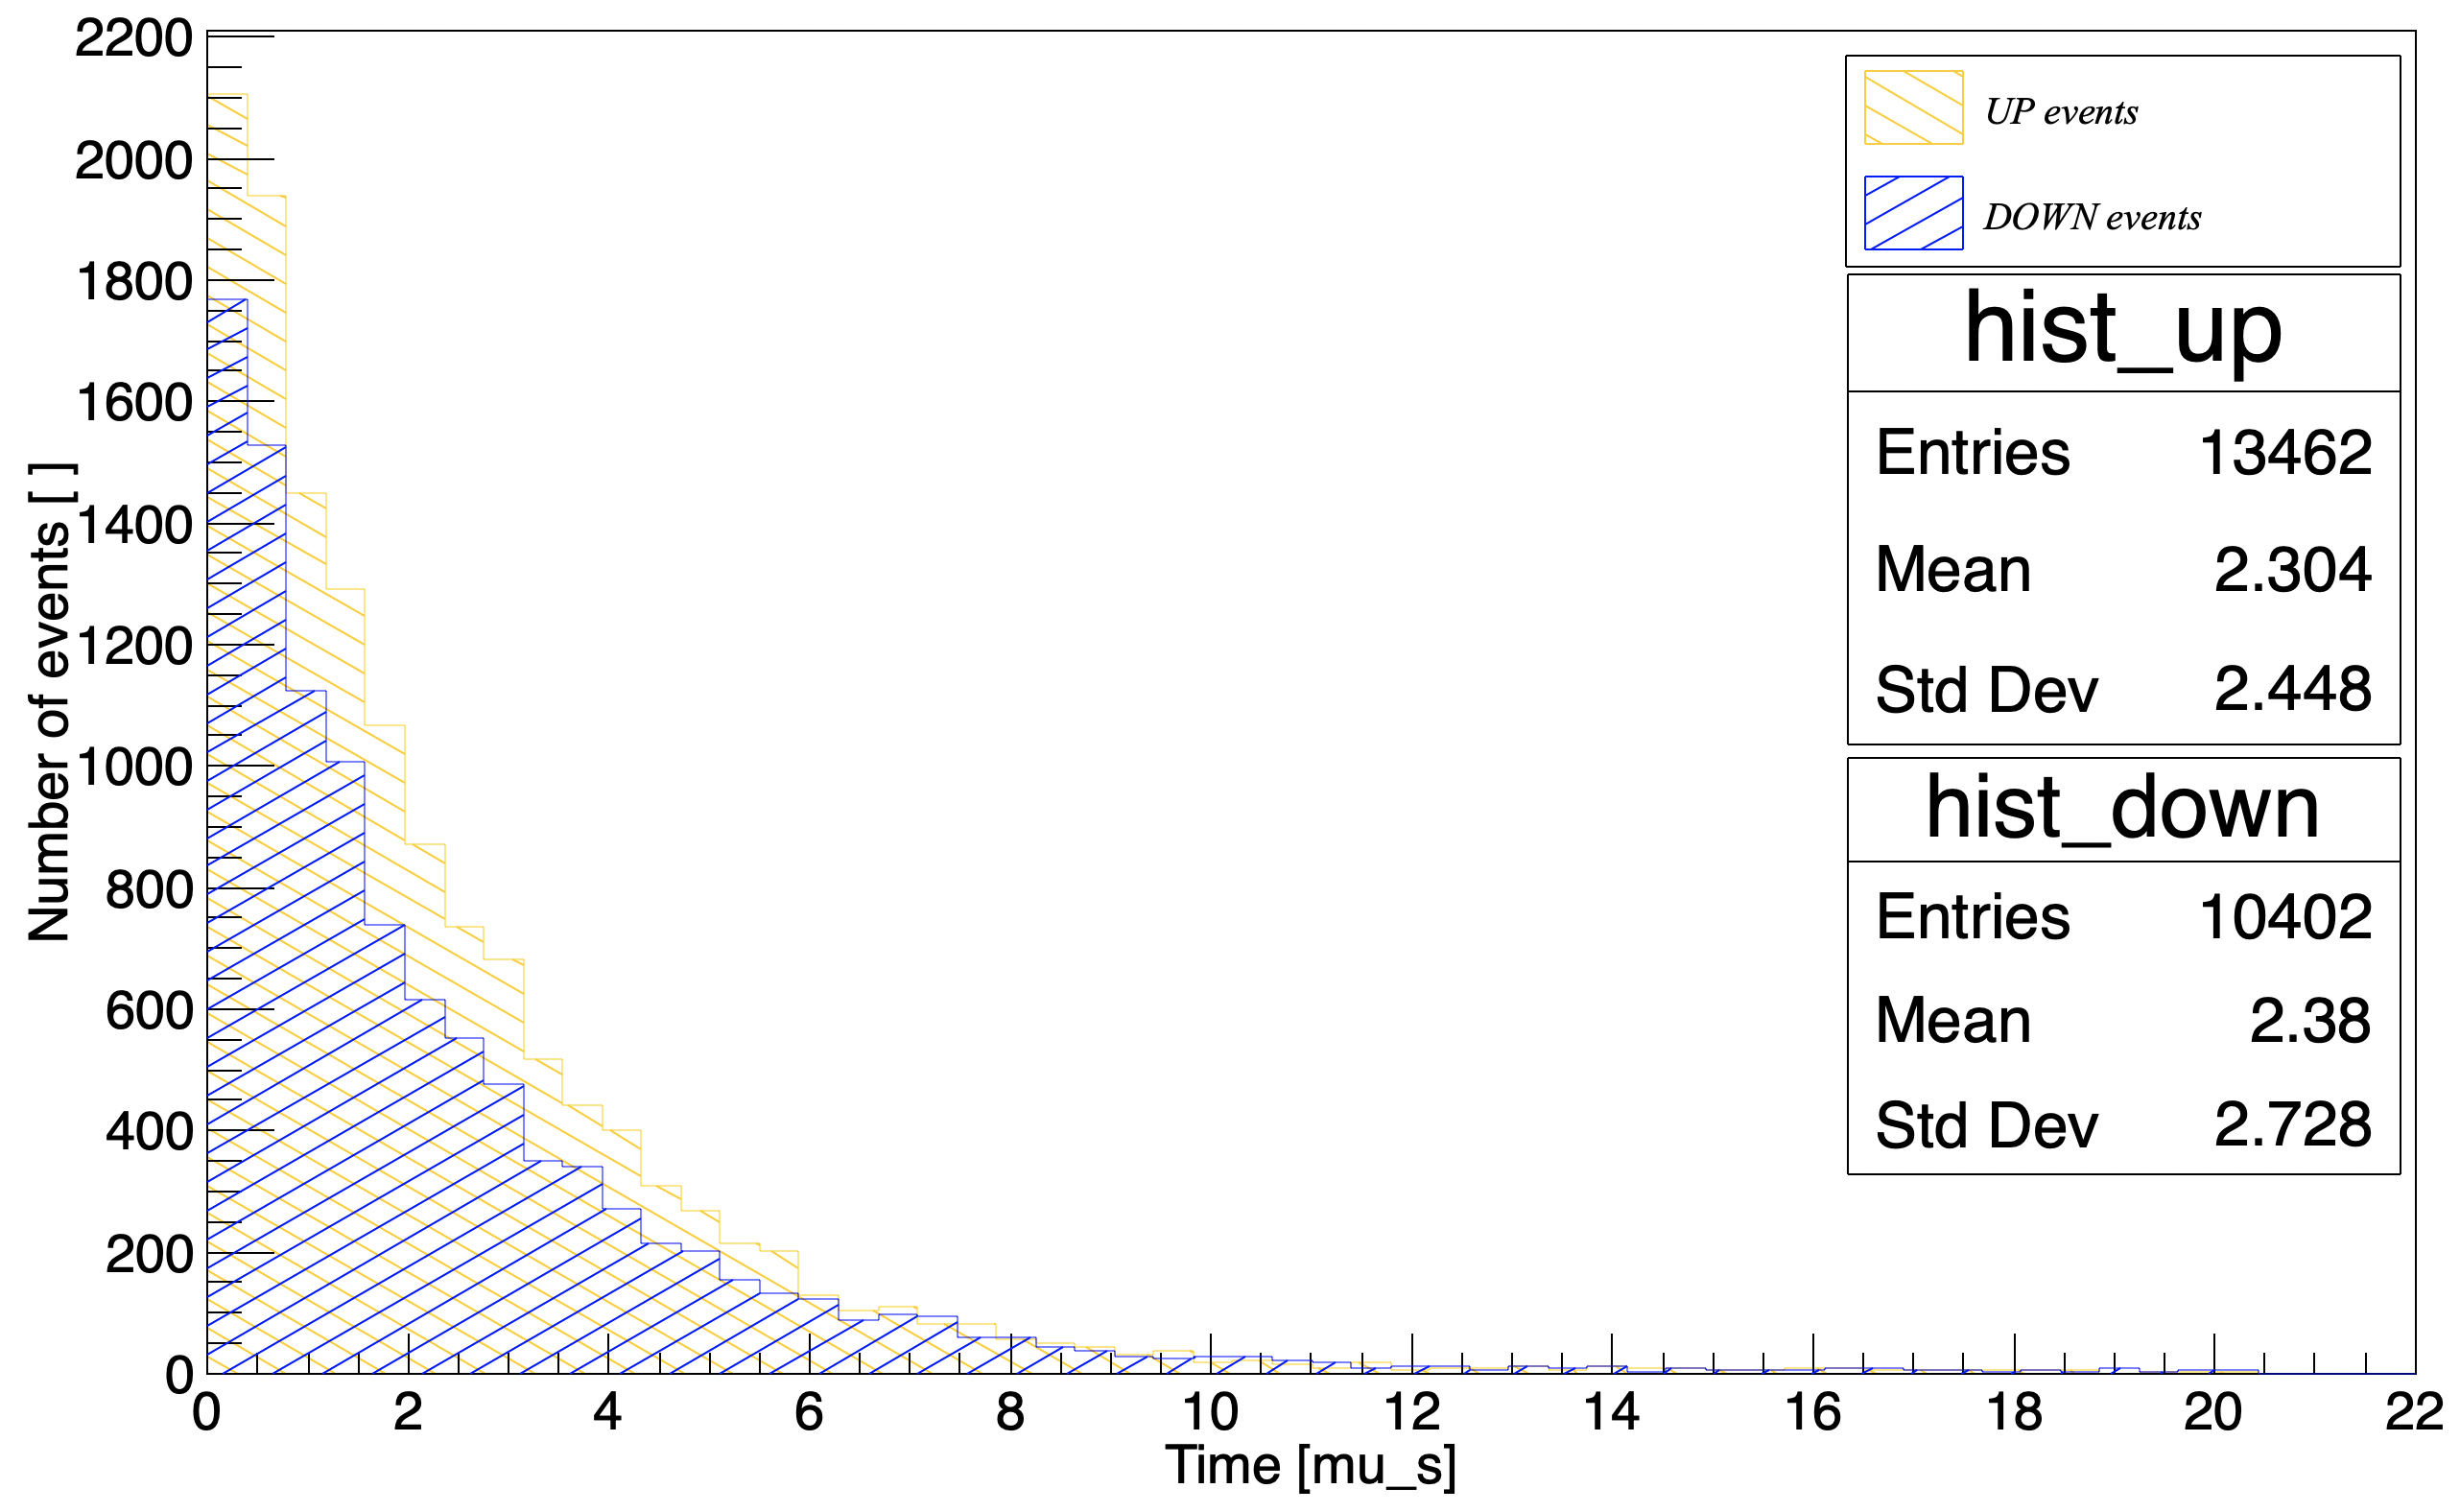 2200
2000
1800
1600
1400
1200
1000
800
600
400
200
0
Number of events [ ]
0 2 4 6 8 10 12 14 16 18 20 22
Time [mu_s]
UP events
DOWN events
hist_up
Entries 13462
Mean 2.304
Std Dev 2.448
hist_down
Entries 10402
Mean 2.38
Std Dev 2.728